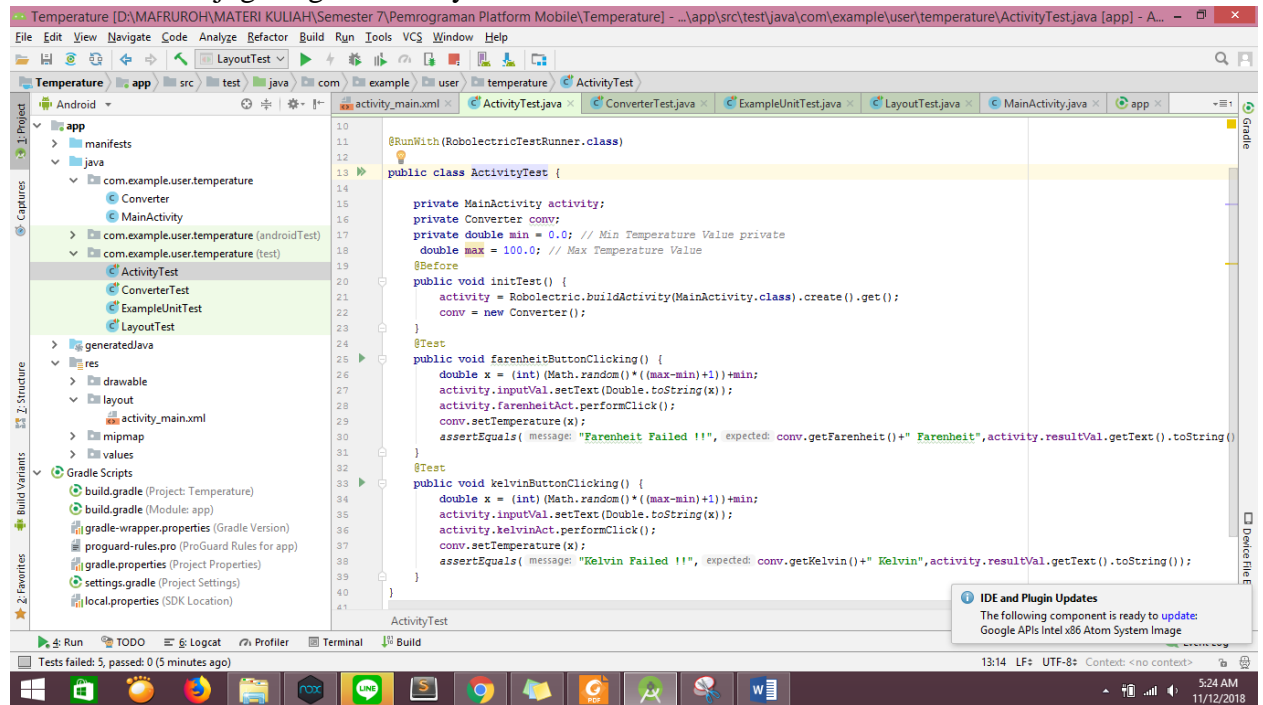 Temperature [D:\MAFRUROH\MATERI KULIAH\Semester 7\Pemrograman Platform Mobile\Temperature] - ...\app\src\test\java\com\example\user\temperature\ActivityTest.java [app] - A...
File Edit View Navigate Code Analyze Refactor Build Run Tools VCS Window Help
LayoutTest
Temperature app src test java com example user temperature ActivityTest
Android
activity_main.xml ActivityTest.java ConverterTest.java ExampleUnitTest.java LayoutTest.java MainActivity.java app
1: Project
Captures
Z: Structure
Build Variants
2: Favorites
app
manifests
java
com.example.user.temperature
Converter
MainActivity
com.example.user.temperature (androidTest)
com.example.user.temperature (test)
ActivityTest
ConverterTest
ExampleUnitTest
LayoutTest
generatedJava
res
drawable
layout
activity_main.xml
mipmap
values
Gradle Scripts
build.gradle (Project: Temperature)
build.gradle (Module: app)
gradle-wrapper.properties (Gradle Version)
proguard-rules.pro (ProGuard Rules for app)
gradle.properties (Project Properties)
settings.gradle (Project Settings)
local.properties (SDK Location)
10
11 @RunWith(RobolectricTestRunner.class)
12
13 public class ActivityTest {
14
15 private MainActivity activity;
16 private Converter conv;
17 private double min = 0.0; // Min Temperature Value private
18 double max = 100.0; // Max Temperature Value
19 @Before
20 public void initTest() {
21 activity = Robolectric.buildActivity(MainActivity.class).create().get();
22 conv = new Converter();
23 }
24 @Test
25 public void farenheitButtonClicking() {
26 double x = (int)(Math.random()*((max-min)+1))+min;
27 activity.inputVal.setText(Double.toString(x));
28 activity.farenheitAct.performClick();
29 conv.setTemperature(x);
30 assertEquals( message: "Farenheit Failed !!", expected: conv.getFarenheit()+" Farenheit",activity.resultVal.getText().toString()
31 }
32 @Test
33 public void kelvinButtonClicking() {
34 double x = (int)(Math.random()*((max-min)+1))+min;
35 activity.inputVal.setText(Double.toString(x));
36 activity.kelvinAct.performClick();
37 conv.setTemperature(x);
38 assertEquals( message: "Kelvin Failed !!", expected: conv.getKelvin()+" Kelvin",activity.resultVal.getText().toString());
39 }
40 }
41
ActivityTest
Gradle
Device File
IDE and Plugin Updates
The following component is ready to update:
Google APIs Intel x86 Atom System Image
4: Run TODO 6: Logcat Profiler Terminal Build
Tests failed: 5, passed: 0 (5 minutes ago)
13:14 LF UTF-8 Context: <no context>
nox LINE S PDF W
5:24 AM
11/12/2018